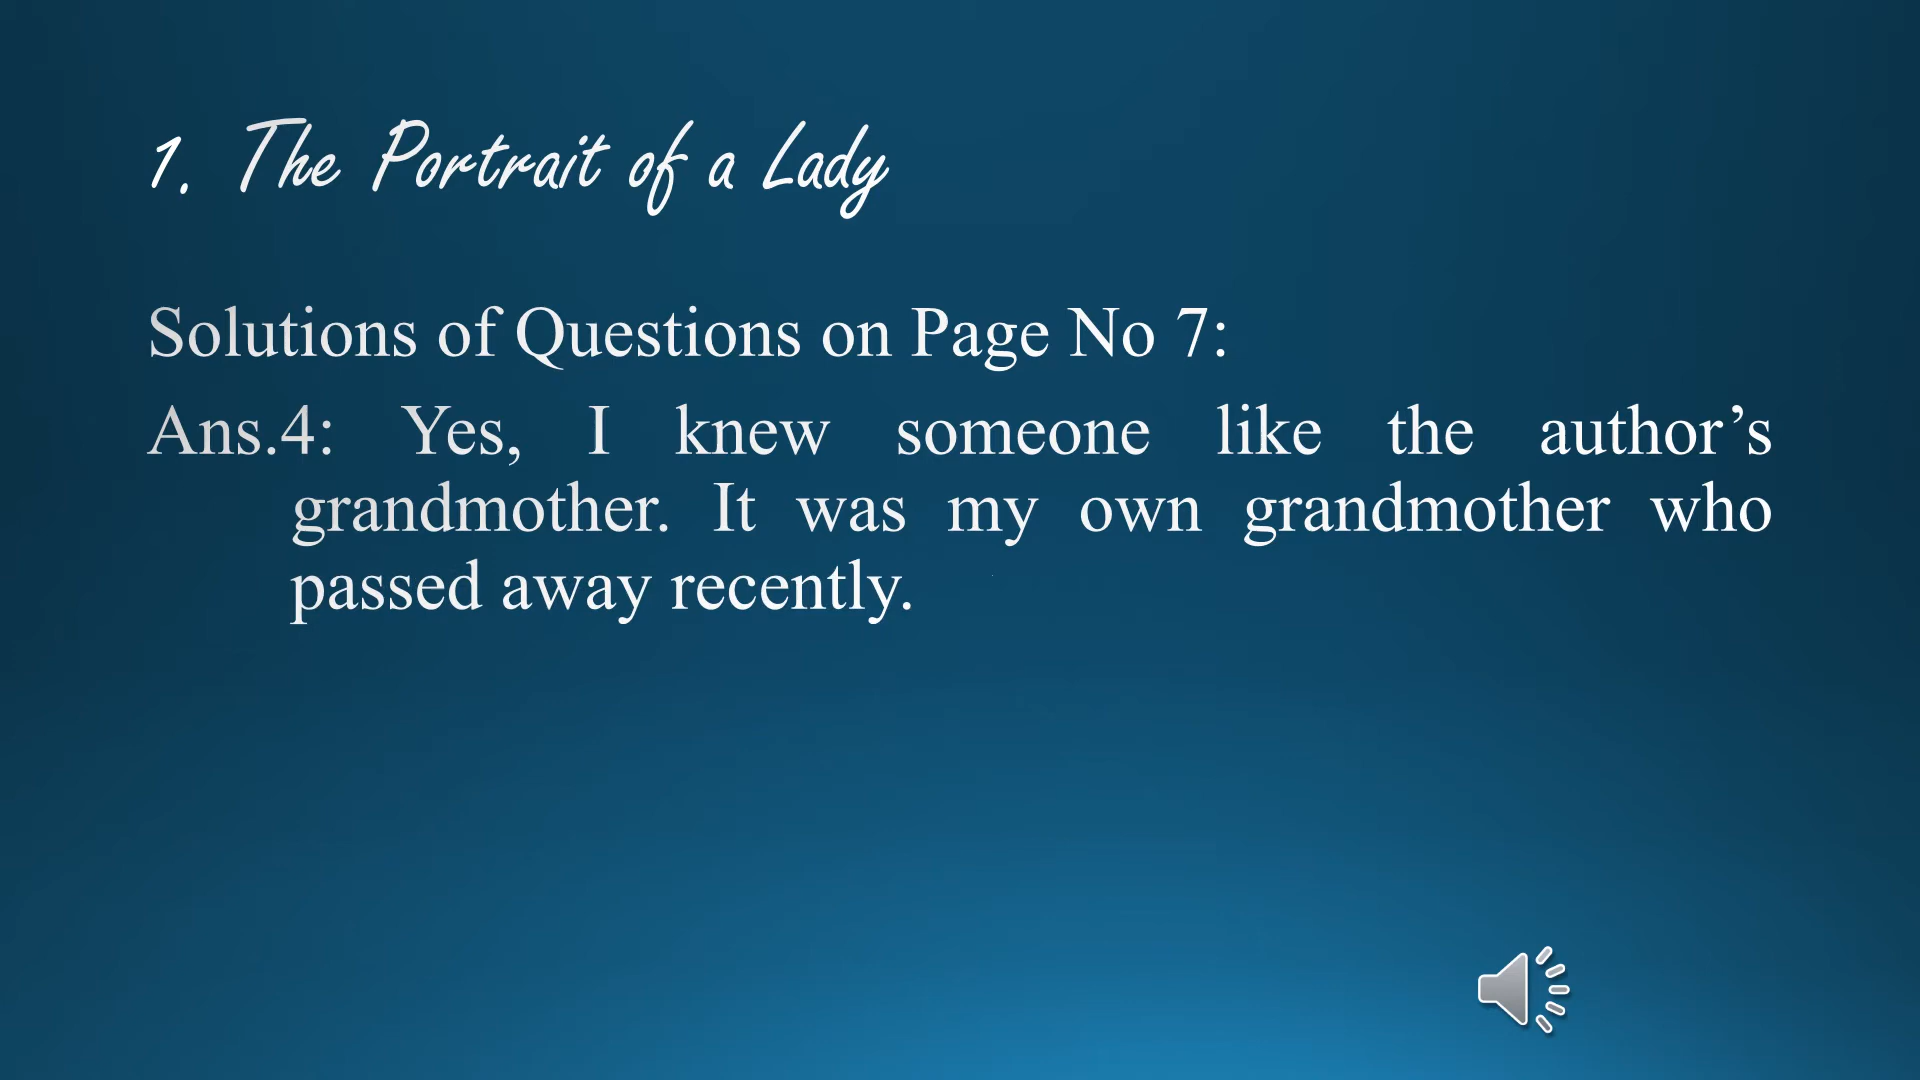 1. The Portrait of a Lady
Solutions of Questions on Page No 7:
Ans.4: Yes, I knew someone like the author’s
grandmother. It was my own grandmother who
passed away recently.